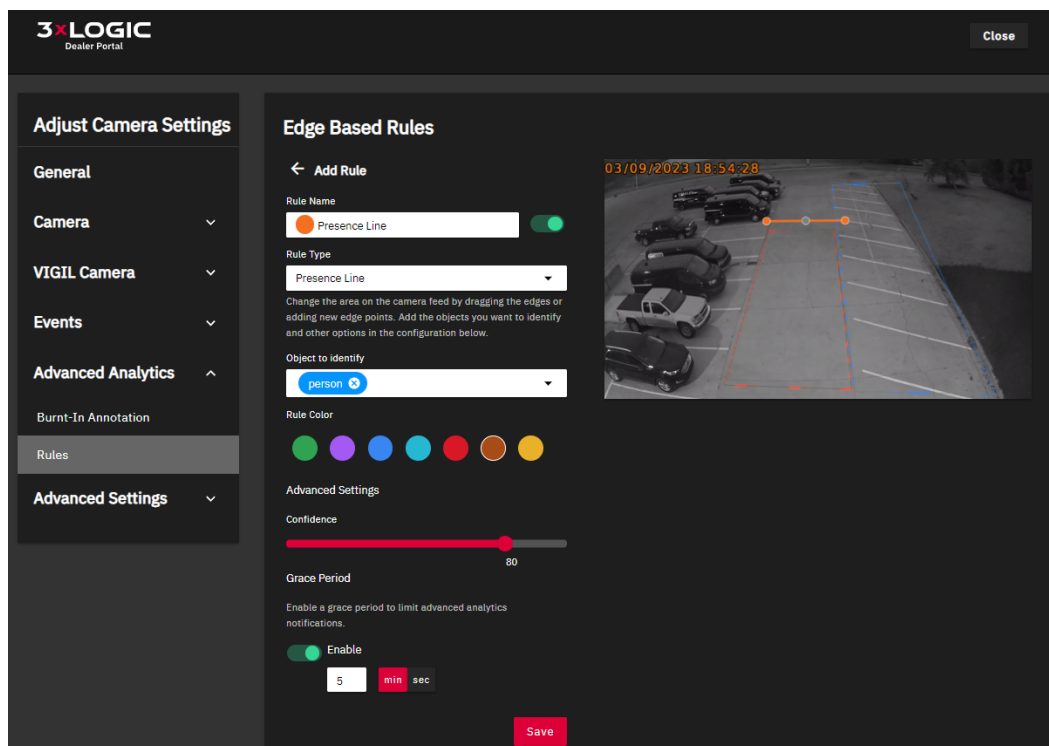 3xLOGIC
Dealer Portal
Close
Adjust Camera Settings
General
Camera
VIGIL Camera
Events
Advanced Analytics
Burnt-In Annotation
Rules
Advanced Settings
Edge Based Rules
Add Rule
Rule Name
Presence Line
Rule Type
Presence Line
Change the area on the camera feed by dragging the edges or
adding new edge points. Add the objects you want to identify
and other options in the configuration below.
Object to identify
person
Rule Color
Advanced Settings
Confidence
80
Grace Period
Enable a grace period to limit advanced analytics
notifications.
Enable
5 min sec
Save
03/09/2023 18:54:28